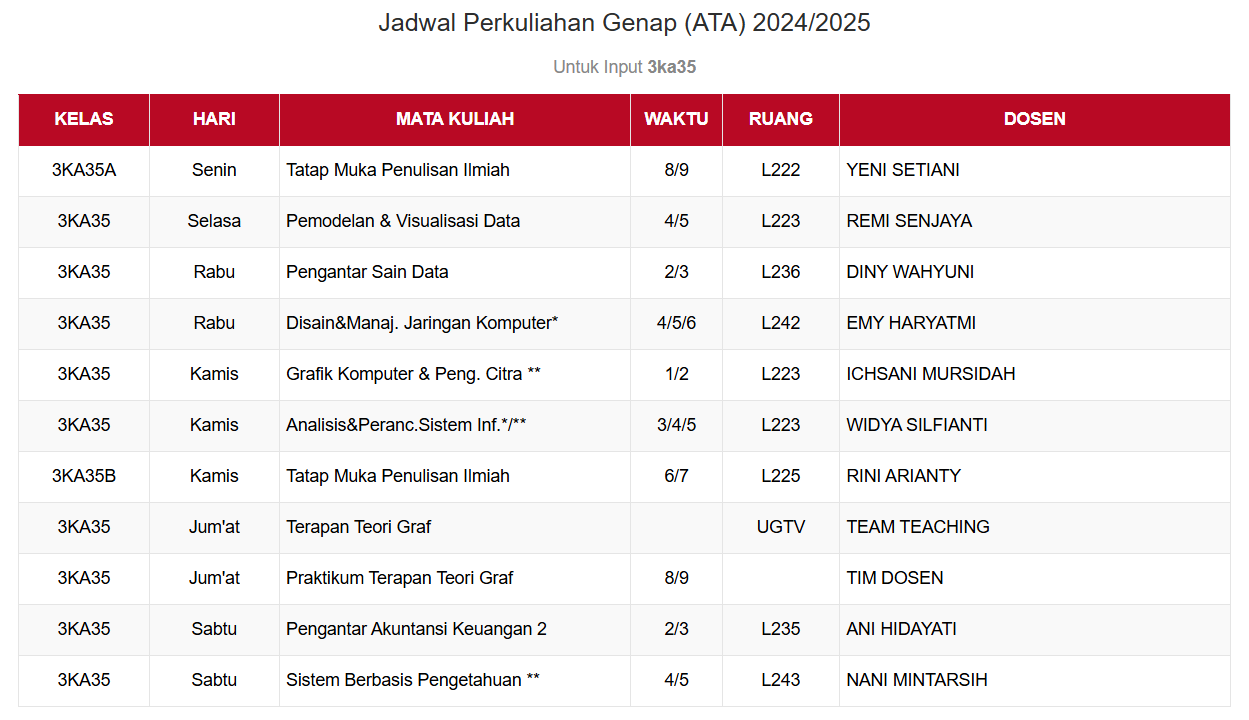 Jadwal Perkuliahan Genap (ATA) 2024/2025
Untuk Input 3ka35
KELAS HARI MATA KULIAH WAKTU RUANG DOSEN
3KA35A Senin Tatap Muka Penulisan Ilmiah 8/9 L222 YENI SETIANI
3KA35 Selasa Pemodelan & Visualisasi Data 4/5 L223 REMI SENJAYA
3KA35 Rabu Pengantar Sain Data 2/3 L236 DINY WAHYUNI
3KA35 Rabu Disain&Manaj. Jaringan Komputer* 4/5/6 L242 EMY HARYATMI
3KA35 Kamis Grafik Komputer & Peng. Citra ** 1/2 L223 ICHSANI MURSIDAH
3KA35 Kamis Analisis&Peranc.Sistem Inf.*/** 3/4/5 L223 WIDYA SILFIANTI
3KA35B Kamis Tatap Muka Penulisan Ilmiah 6/7 L225 RINI ARIANTY
3KA35 Jum'at Terapan Teori Graf UGTV TEAM TEACHING
3KA35 Jum'at Praktikum Terapan Teori Graf 8/9 TIM DOSEN
3KA35 Sabtu Pengantar Akuntansi Keuangan 2 2/3 L235 ANI HIDAYATI
3KA35 Sabtu Sistem Berbasis Pengetahuan ** 4/5 L243 NANI MINTARSIH